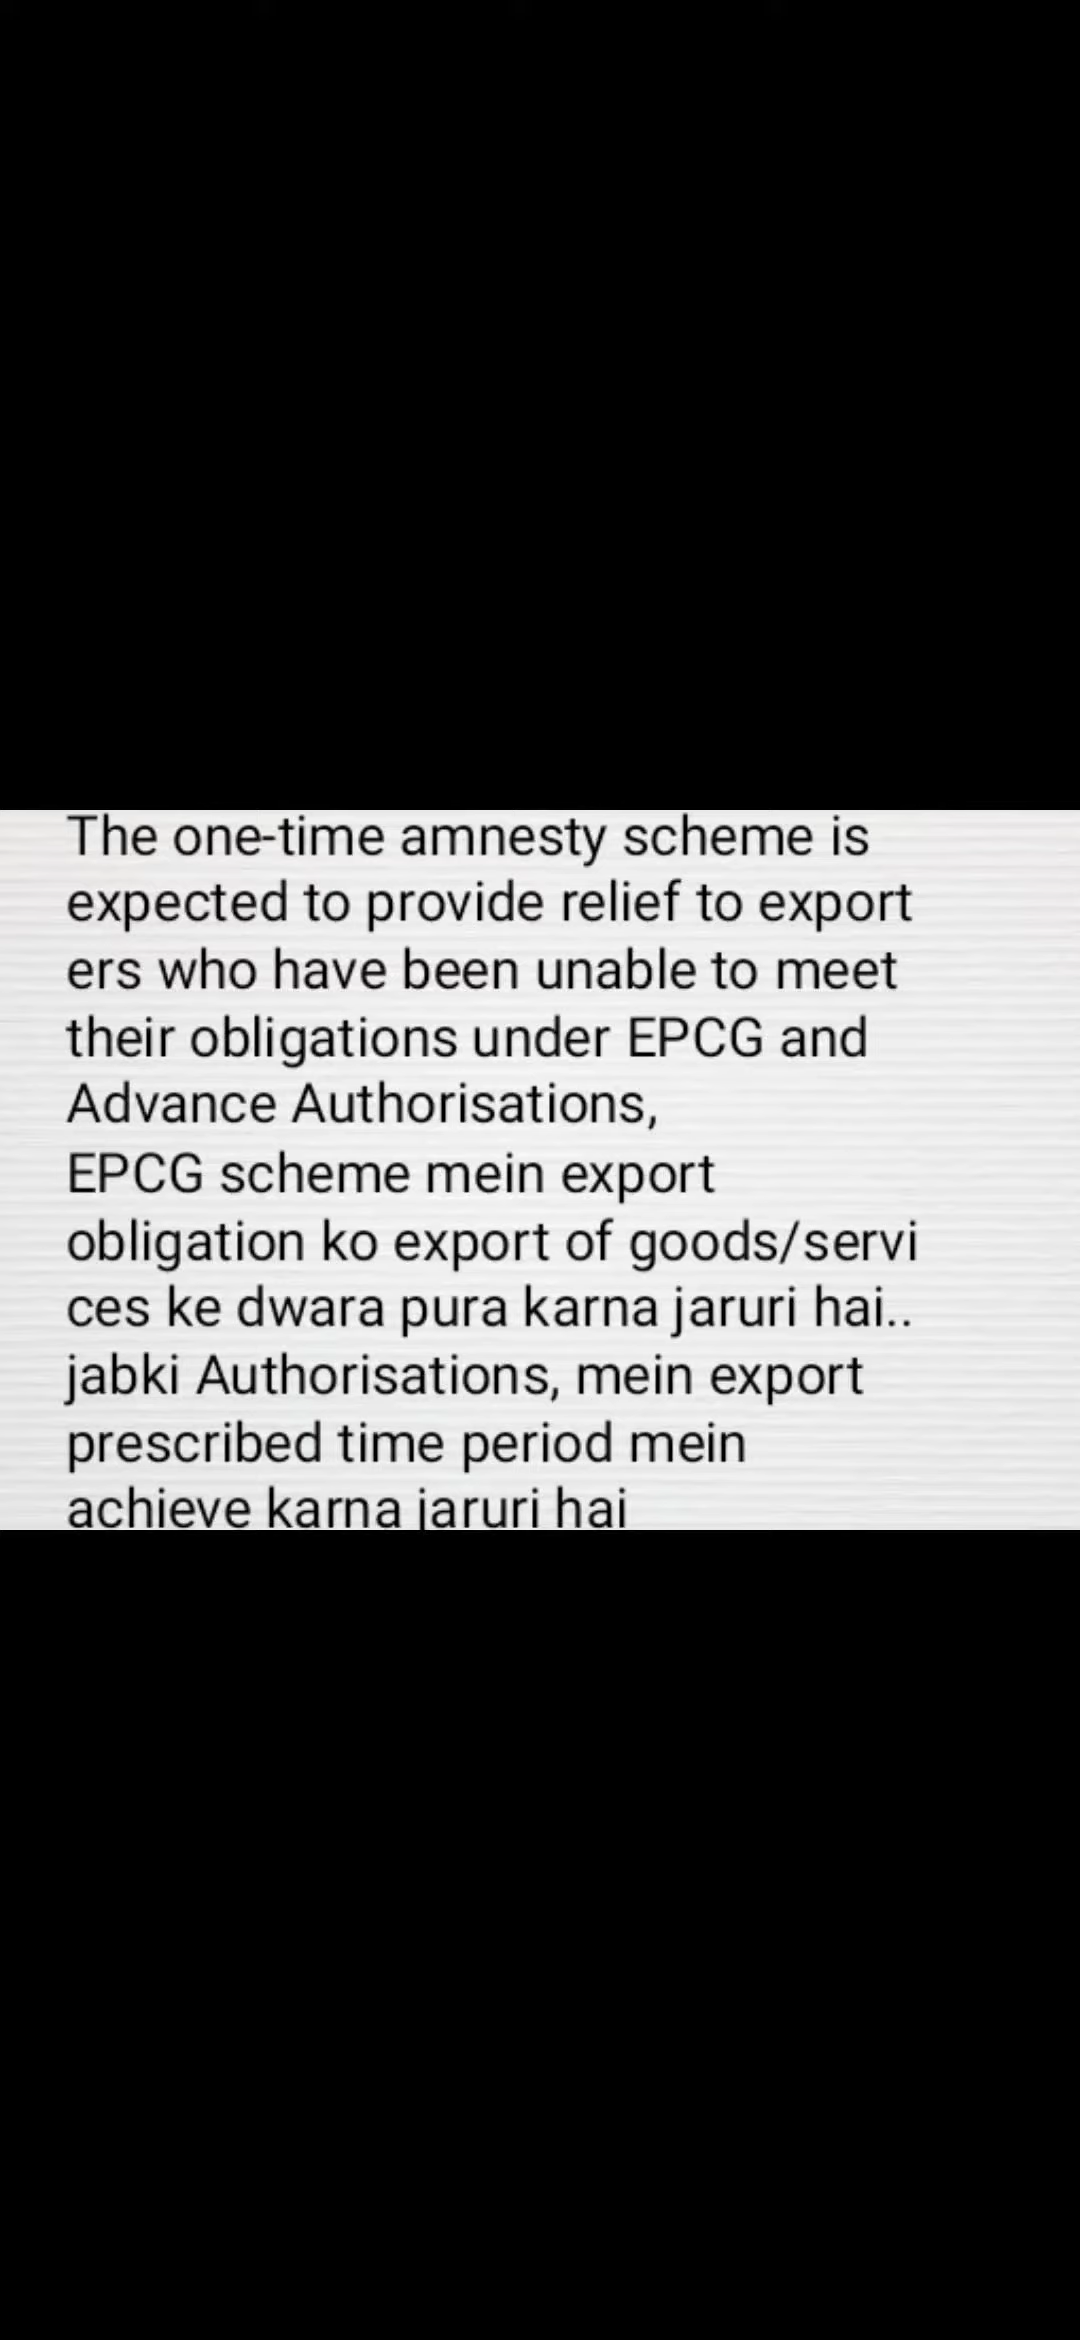 The one-time amnesty scheme is
expected to provide relief to export
ers who have been unable to meet
their obligations under EPCG and
Advance Authorisations,
EPCG scheme mein export
obligation ko export of goods/servi
ces ke dwara pura karna jaruri hai..
jabki Authorisations, mein export
prescribed time period mein
achieve karna jaruri hai